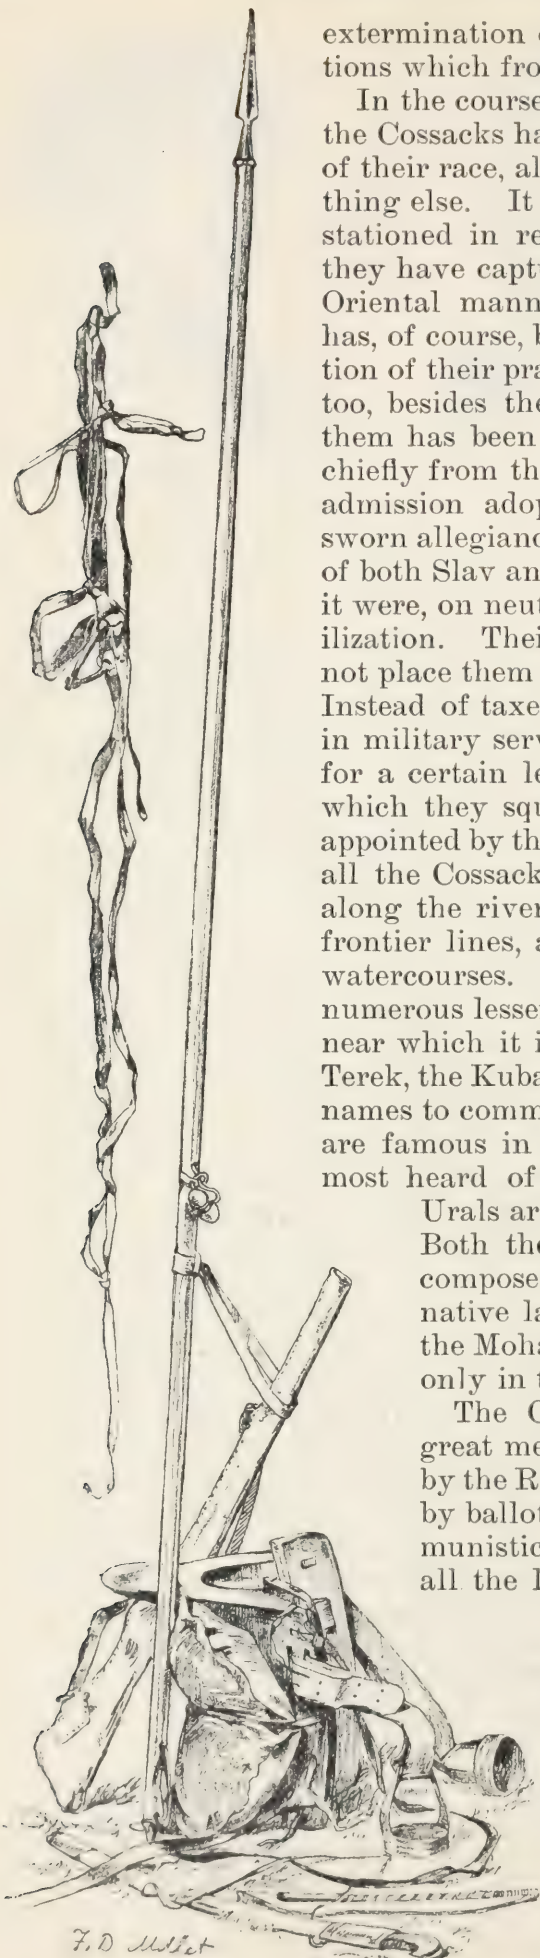 extermination
tions which fro
In the course
the Cossacks ha
of their race, al
thing else. It
stationed in re
they have capt
Oriental mann
has, of course, b
tion of their pra
too, besides the
them has been
chiefly from th
admission adop
sworn allegianc
of both Slav an
it were, on neut
ilization. Thei
not place them
Instead of taxe
in military serv
for a certain le
which they squ
appointed by th
all the Cossack
along the river
frontier lines, a
watercourses.
numerous lesse
near which it i
Terek, the Kuba
names to comm
are famous in
most heard of
Urals ar
Both the
compose
native la
the Moha
only in t
The C
great me
by the R
by ballot
munistic
all the I
F. D. Millet